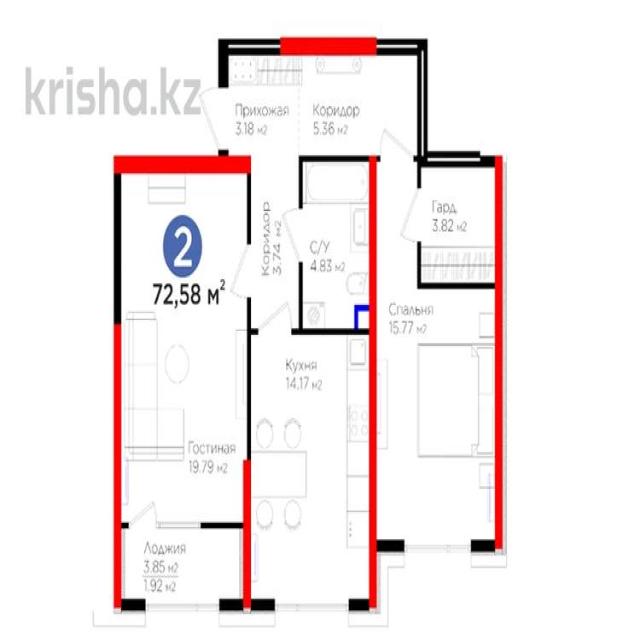 krisha.kz
Прихожая
3.18 м2
Коридор
5.36 м2
2
72,58 м2
Коридор
3.74 м2
С/У
4.83 м2
Гард.
3.82 м2
Спальня
15.77 м2
Кухня
14.17 м2
Гостиная
19.79 м2
Лоджия
3.85 м2
1.92 м2